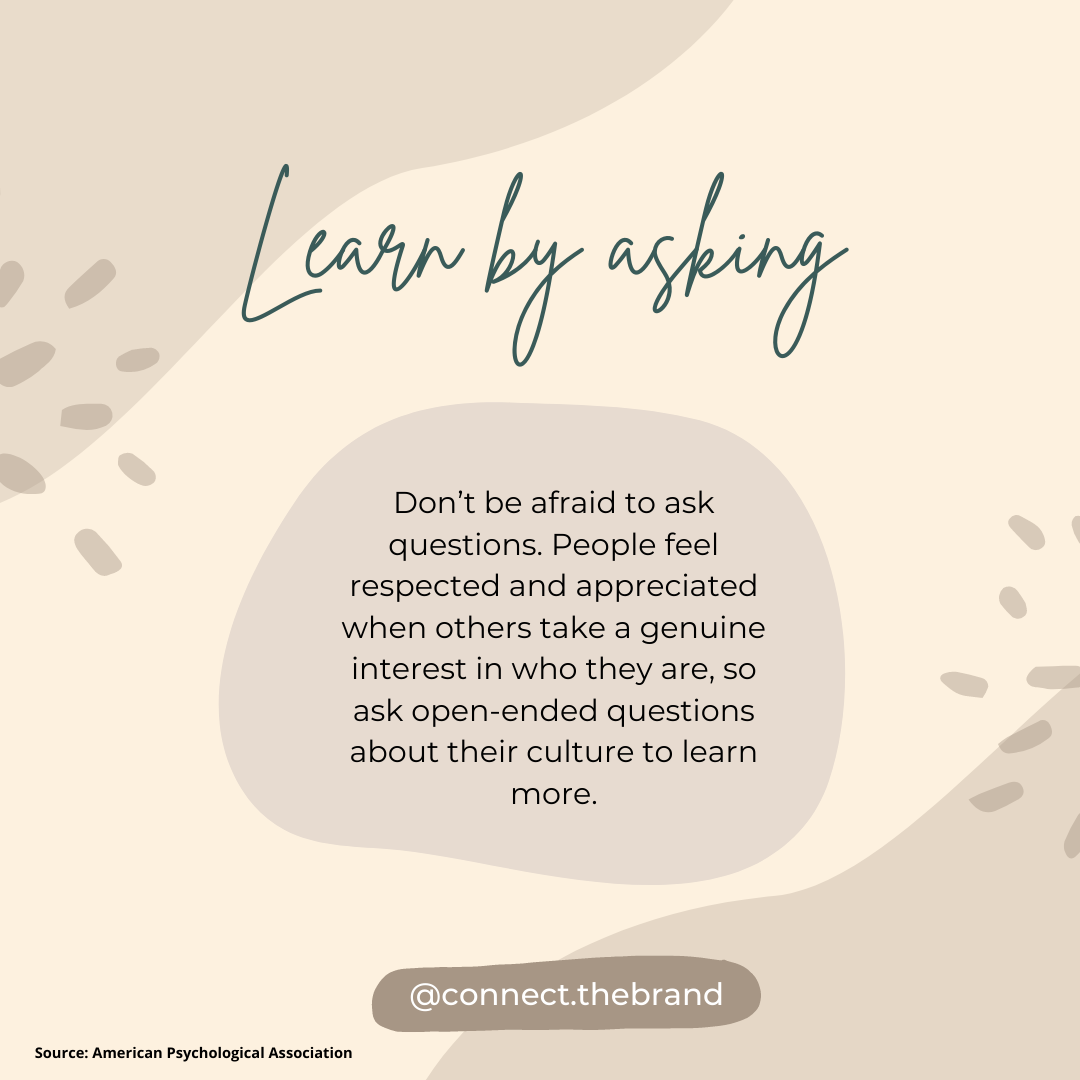 Learn by asking
Don’t be afraid to ask
questions. People feel
respected and appreciated
when others take a genuine
interest in who they are, so
ask open-ended questions
about their culture to learn
more.
@connect.thebrand
Source: American Psychological Association